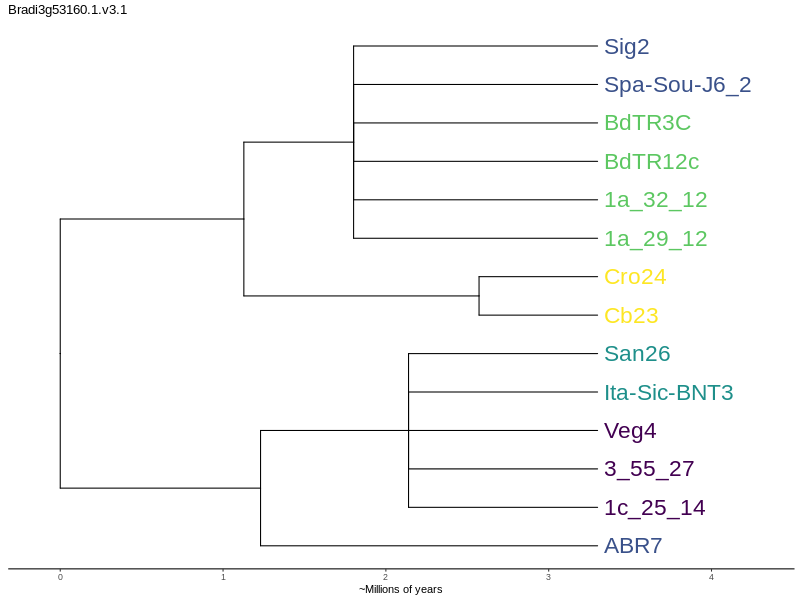 Bradi3g53160.1.v3.1
Sig2
Spa-Sou-J6_2
BdTR3C
BdTR12c
1a_32_12
1a_29_12
Cro24
Cb23
San26
Ita-Sic-BNT3
Veg4
3_55_27
1c_25_14
ABR7
0 1 2 3 4
~Millions of years